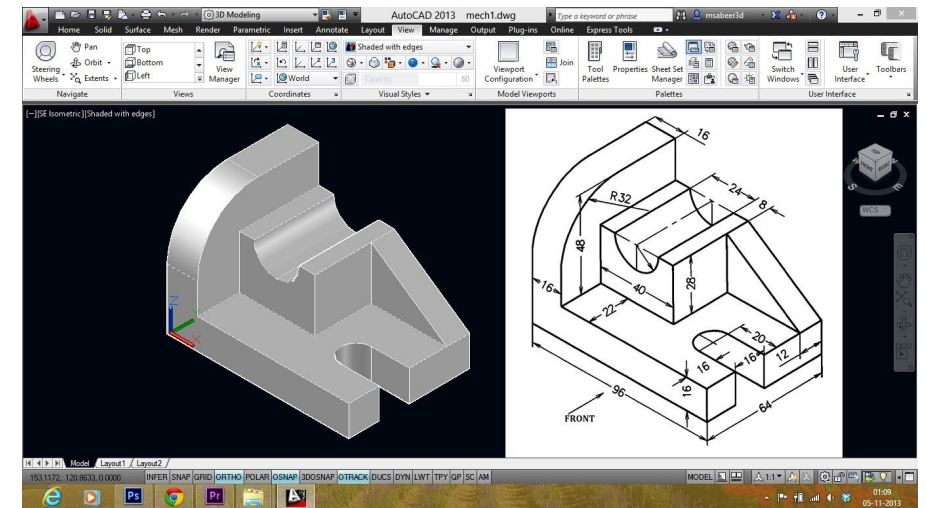 3D Modeling AutoCAD 2013 mech1.dwg Type a keyword or phrase msabeer3d
Home Solid Surface Mesh Render Parametric Insert Annotate Layout View Manage Output Plug-ins Online Express Tools
Steering Wheels
Pan
Orbit
Extents
Navigate
Top
Bottom
Left
View Manager
Views
World
Coordinates
Shaded with edges
Opacity 60
Visual Styles
Viewport Configuration
Join
Model Viewports
Tool Palettes
Properties
Sheet Set Manager
Palettes
Switch Windows
User Interface
Toolbars
User Interface
[−][SE Isometric][Shaded with edges]
Z
X
16
24
8
R32
48
16
40
28
22
20
16
16
12
16
96
64
FRONT
WCS
Model Layout1 Layout2
153.1172, 120.8633, 0.0000 INFER SNAP GRID ORTHO POLAR OSNAP 3DOSNAP OTRACK DUCS DYN LWT TPY QP SC AM MODEL 1:1
Ps
Pr
01:09
05-11-2013